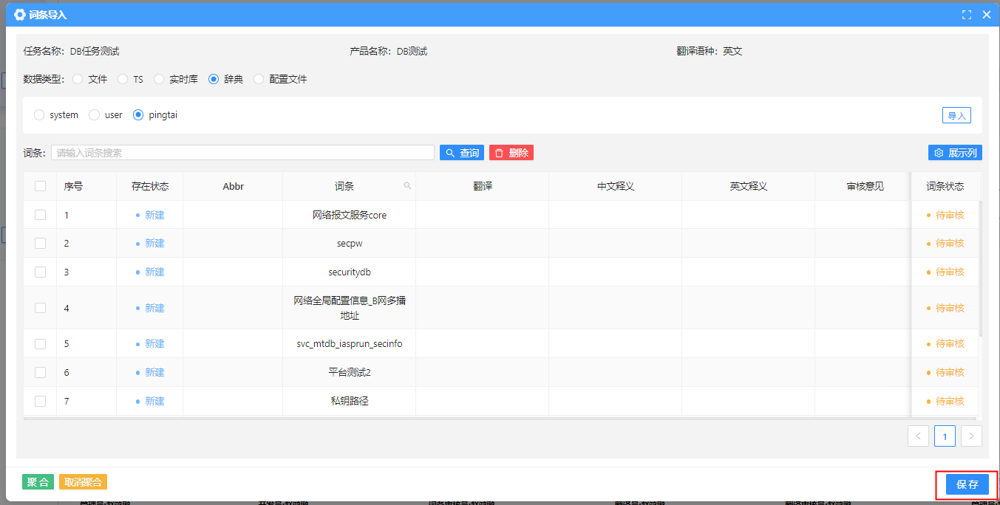 词条导入
任务名称: DB任务测试 产品名称: DB测试 翻译语种: 英文
数据类型: 文件 TS 实时库 辞典 配置文件
system user pingtai 导入
词条: 请输入词条搜索 查询 删除 展示列
序号 存在状态 Abbr 词条 翻译 中文释义 英文释义 审核意见 词条状态
1 新建 网络报文服务core 待审核
2 新建 secpw 待审核
3 新建 securitydb 待审核
4 新建 网络全局配置信息_B网多播 待审核
地址
5 新建 svc_mtdb_iasprun_secinfo 待审核
6 新建 平台测试2 待审核
7 新建 私钥路径 待审核
< 1 >
聚合 取消聚合 保存